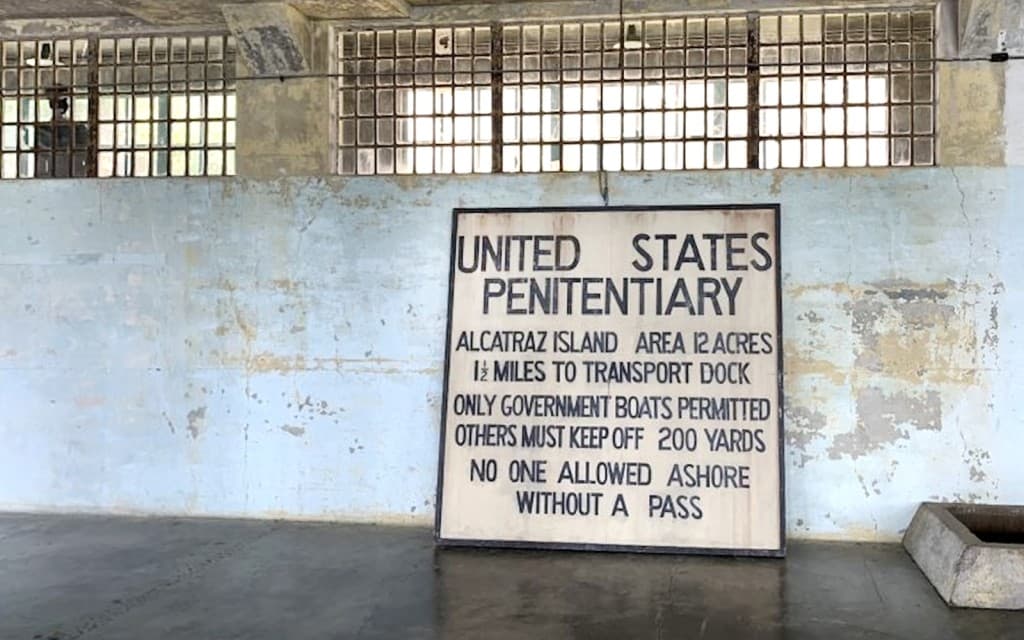 UNITED STATES
PENITENTIARY
ALCATRAZ ISLAND AREA 12 ACRES
1½ MILES TO TRANSPORT DOCK
ONLY GOVERNMENT BOATS PERMITTED
OTHERS MUST KEEP OFF 200 YARDS
NO ONE ALLOWED ASHORE
WITHOUT A PASS